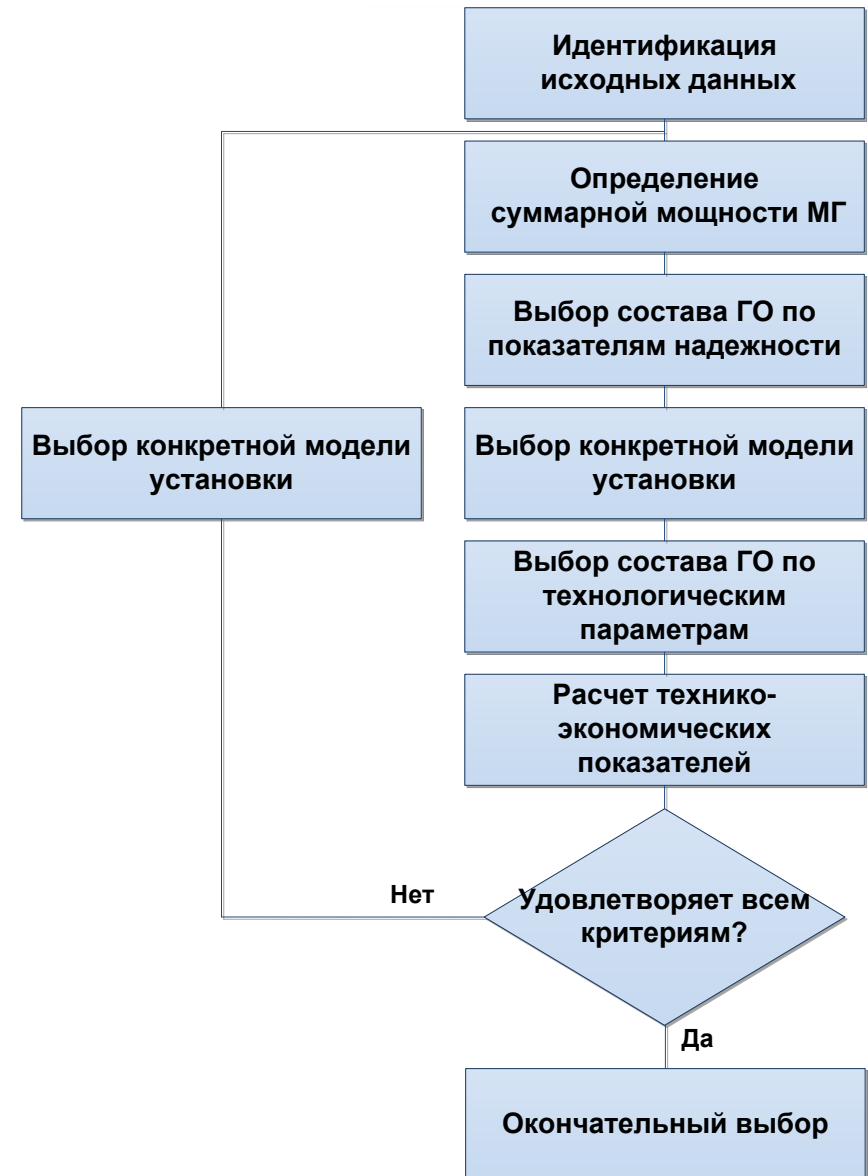 Идентификация
исходных данных
Определение
суммарной мощности МГ
Выбор состава ГО по
показателям надежности
Выбор конкретной модели
установки
Выбор конкретной модели
установки
Выбор состава ГО по
технологическим
параметрам
Расчет технико-
экономических
показателей
Нет
Удовлетворяет всем
критериям?
Да
Окончательный выбор